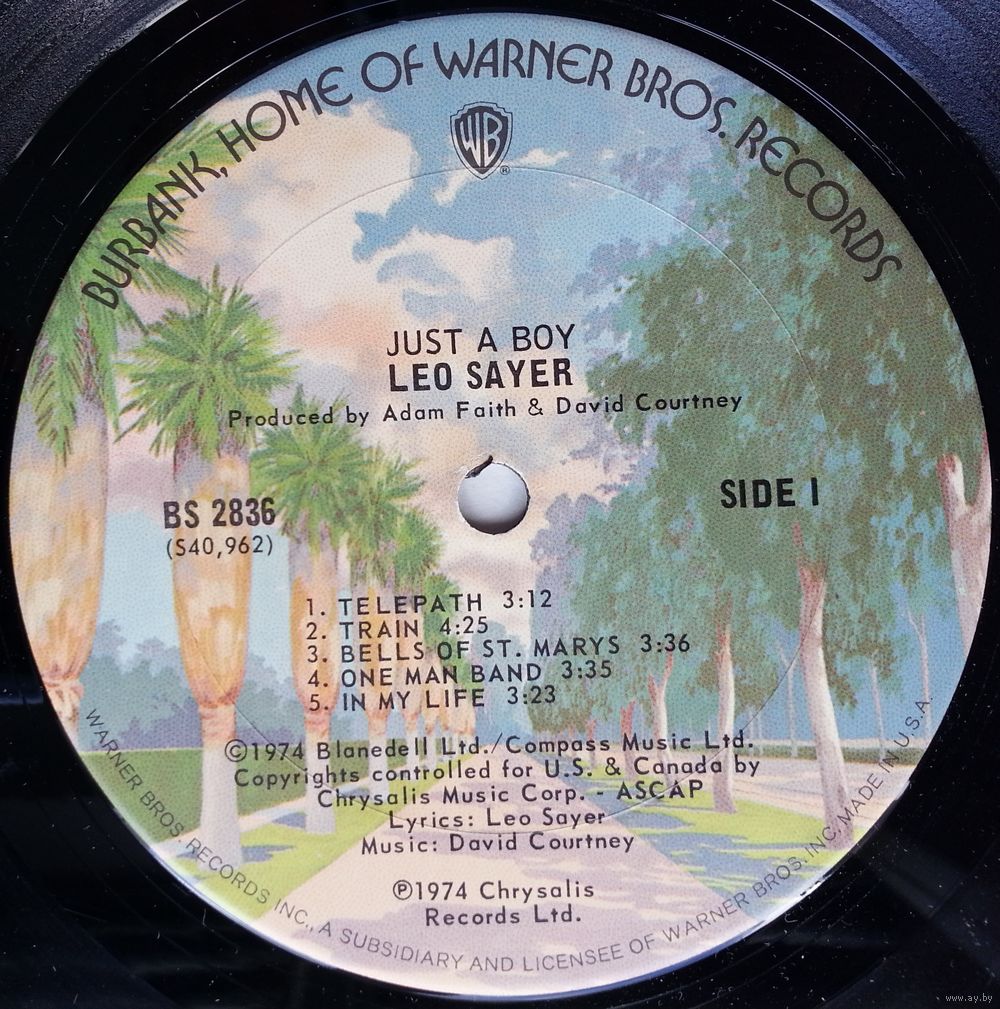 BURBANK, HOME OF WARNER BROS. RECORDS
WB
®
JUST A BOY
LEO SAYER
Produced by Adam Faith & David Courtney
BS 2836
(S40,962)
SIDE 1
1. TELEPATH 3:12
2. TRAIN 4:25
3. BELLS OF ST. MARYS 3:36
4. ONE MAN BAND 3:35
5. IN MY LIFE 3:23
©1974 Blanedell Ltd./Compass Music Ltd.
Copyrights controlled for U.S. & Canada by
Chrysalis Music Corp. - ASCAP
Lyrics: Leo Sayer
Music: David Courtney
℗1974 Chrysalis
Records Ltd.
WARNER BROS. RECORDS INC., A SUBSIDIARY AND LICENSEE OF WARNER BROS. INC. MADE IN U.S.A.
www.ay.by